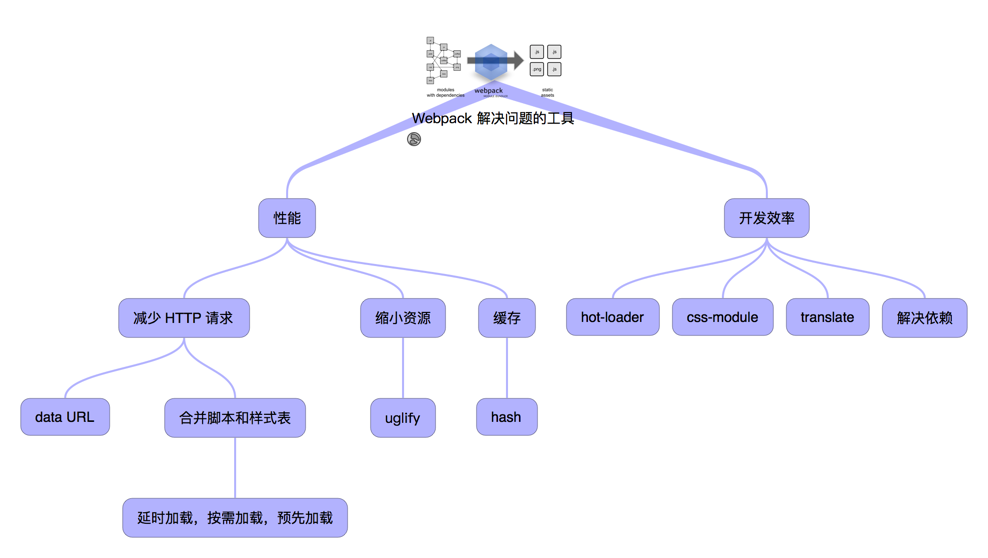 .js
.js
.png
.js
modules
with dependencies
webpack
static
assets
Webpack 解决问题的工具
性能
开发效率
减少 HTTP 请求
缩小资源
缓存
hot-loader
css-module
translate
解决依赖
data URL
合并脚本和样式表
uglify
hash
延时加载，按需加载，预先加载